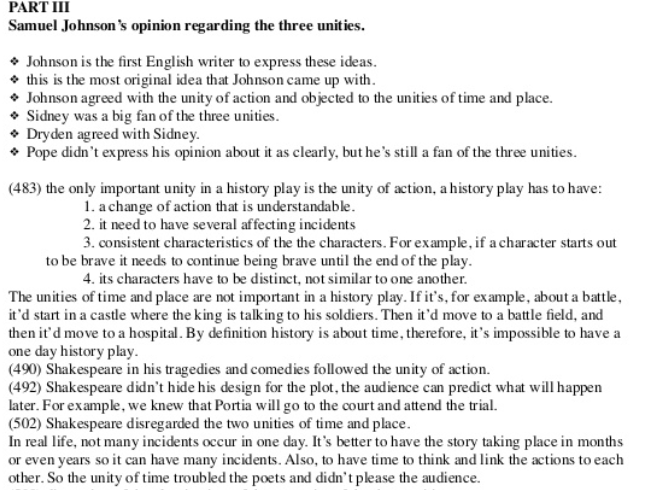 PART III
Samuel Johnson's opinion regarding the three unities.
❖ Johnson is the first English writer to express these ideas.
❖ this is the most original idea that Johnson came up with.
❖ Johnson agreed with the unity of action and objected to the unities of time and place.
❖ Sidney was a big fan of the three unities.
❖ Dryden agreed with Sidney.
❖ Pope didn't express his opinion about it as clearly, but he's still a fan of the three unities.
(483) the only important unity in a history play is the unity of action, a history play has to have:
1. a change of action that is understandable.
2. it need to have several affecting incidents
3. consistent characteristics of the the characters. For example, if a character starts out
to be brave it needs to continue being brave until the end of the play.
4. its characters have to be distinct, not similar to one another.
The unities of time and place are not important in a history play. If it's, for example, about a battle,
it'd start in a castle where the king is talking to his soldiers. Then it'd move to a battle field, and
then it'd move to a hospital. By definition history is about time, therefore, it's impossible to have a
one day history play.
(490) Shakespeare in his tragedies and comedies followed the unity of action.
(492) Shakespeare didn't hide his design for the plot, the audience can predict what will happen
later. For example, we knew that Portia will go to the court and attend the trial.
(502) Shakespeare disregarded the two unities of time and place.
In real life, not many incidents occur in one day. It's better to have the story taking place in months
or even years so it can have many incidents. Also, to have time to think and link the actions to each
other. So the unity of time troubled the poets and didn't please the audience.